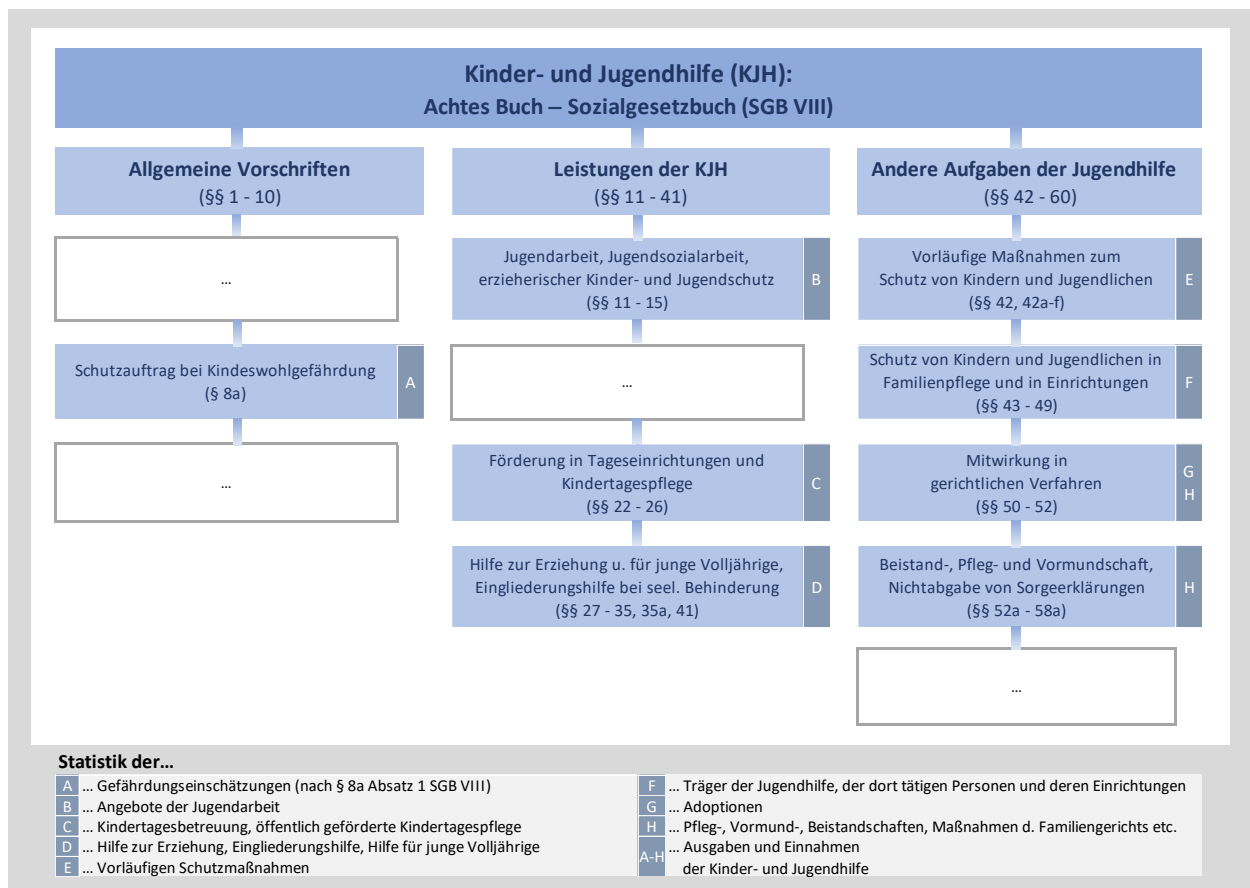 Kinder- und Jugendhilfe (KJH):
Achtes Buch – Sozialgesetzbuch (SGB VIII)
Allgemeine Vorschriften
(§§ 1 - 10)
...
Schutzauftrag bei Kindeswohlgefährdung
(§ 8a)
A
...
Leistungen der KJH
(§§ 11 - 41)
Jugendarbeit, Jugendsozialarbeit,
erzieherischer Kinder- und Jugendschutz
(§§ 11 - 15)
B
...
Förderung in Tageseinrichtungen und
Kindertagespflege
(§§ 22 - 26)
C
Hilfe zur Erziehung u. für junge Volljährige,
Eingliederungshilfe bei seel. Behinderung
(§§ 27 - 35, 35a, 41)
D
Andere Aufgaben der Jugendhilfe
(§§ 42 - 60)
Vorläufige Maßnahmen zum
Schutz von Kindern und Jugendlichen
(§§ 42, 42a-f)
E
Schutz von Kindern und Jugendlichen in
Familienpflege und in Einrichtungen
(§§ 43 - 49)
F
Mitwirkung in
gerichtlichen Verfahren
(§§ 50 - 52)
G
H
Beistand-, Pfleg- und Vormundschaft,
Nichtabgabe von Sorgeerklärungen
(§§ 52a - 58a)
H
...
Statistik der...
A ... Gefährdungseinschätzungen (nach § 8a Absatz 1 SGB VIII)
B ... Angebote der Jugendarbeit
C ... Kindertagesbetreuung, öffentlich geförderte Kindertagespflege
D ... Hilfe zur Erziehung, Eingliederungshilfe, Hilfe für junge Volljährige
E ... Vorläufigen Schutzmaßnahmen
F ... Träger der Jugendhilfe, der dort tätigen Personen und deren Einrichtungen
G ... Adoptionen
H ... Pfleg-, Vormund-, Beistandschaften, Maßnahmen d. Familiengerichts etc.
A-H ... Ausgaben und Einnahmen
der Kinder- und Jugendhilfe